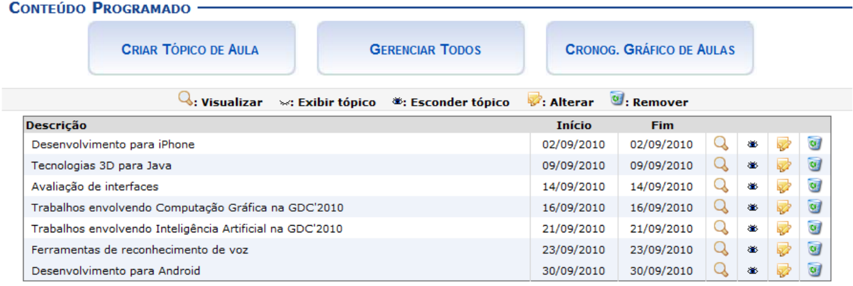 CONTEÚDO PROGRAMADO
CRIAR TÓPICO DE AULA GERENCIAR TODOS CRONOG. GRÁFICO DE AULAS
: Visualizar : Exibir tópico : Esconder tópico : Alterar : Remover
Descrição Início Fim
Desenvolvimento para iPhone 02/09/2010 02/09/2010
Tecnologias 3D para Java 09/09/2010 09/09/2010
Avaliação de interfaces 14/09/2010 14/09/2010
Trabalhos envolvendo Computação Gráfica na GDC'2010 16/09/2010 16/09/2010
Trabalhos envolvendo Inteligência Artificial na GDC'2010 21/09/2010 21/09/2010
Ferramentas de reconhecimento de voz 23/09/2010 23/09/2010
Desenvolvimento para Android 30/09/2010 30/09/2010